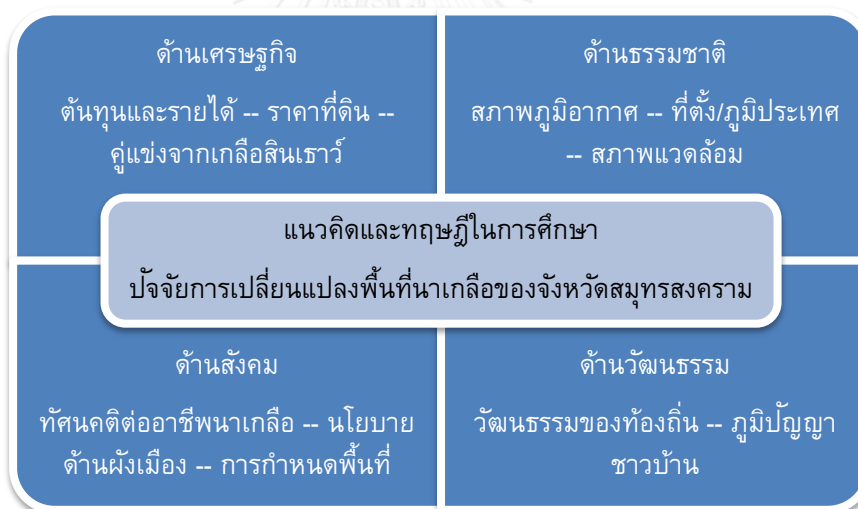 ด้านเศรษฐกิจ
ต้นทุนและรายได้ -- ราคาที่ดิน --
คู่แข่งจากเกลือสินเธาว์
ด้านธรรมชาติ
สภาพภูมิอากาศ -- ที่ตั้ง/ภูมิประเทศ
-- สภาพแวดล้อม
แนวคิดและทฤษฎีในการศึกษา
ปัจจัยการเปลี่ยนแปลงพื้นที่นาเกลือของจังหวัดสมุทรสงคราม
ด้านสังคม
ทัศนคติต่ออาชีพนาเกลือ -- นโยบาย
ด้านผังเมือง -- การกำหนดพื้นที่
ด้านวัฒนธรรม
วัฒนธรรมของท้องถิ่น -- ภูมิปัญญา
ชาวบ้าน